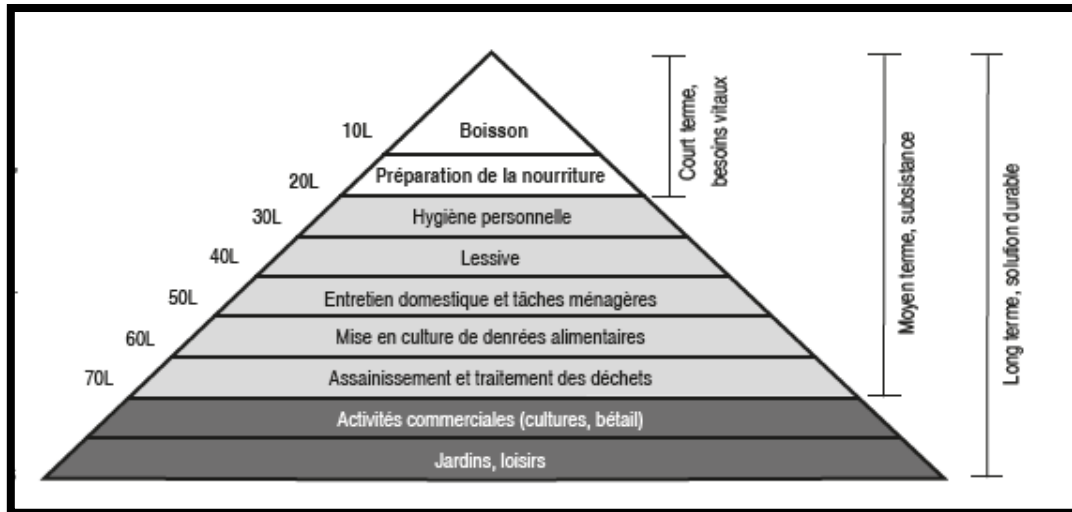 10L Boisson
20L Préparation de la nourriture
30L Hygiène personnelle
40L Lessive
50L Entretien domestique et tâches ménagères
60L Mise en culture de denrées alimentaires
70L Assainissement et traitement des déchets
Activités commerciales (cultures, bétail)
Jardins, loisirs
Court terme,
besoins vitaux
Moyen terme, subsistance
Long terme, solution durable